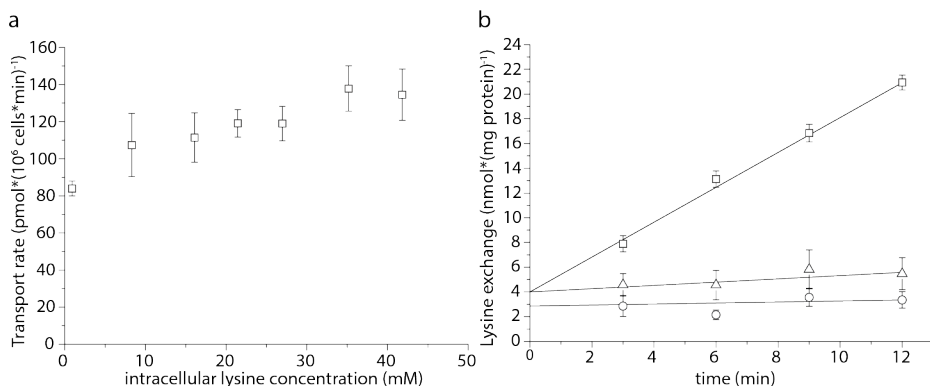 a
Transport rate (pmol*(10⁶ cells*min)⁻¹)
160
140
120
100
80
60
40
20
0
0 10 20 30 40 50
intracellular lysine concentration (mM)
b
Lysine exchange (nmol*(mg protein)⁻¹)
24
22
20
18
16
14
12
10
8
6
4
2
0
0 2 4 6 8 10 12
time (min)